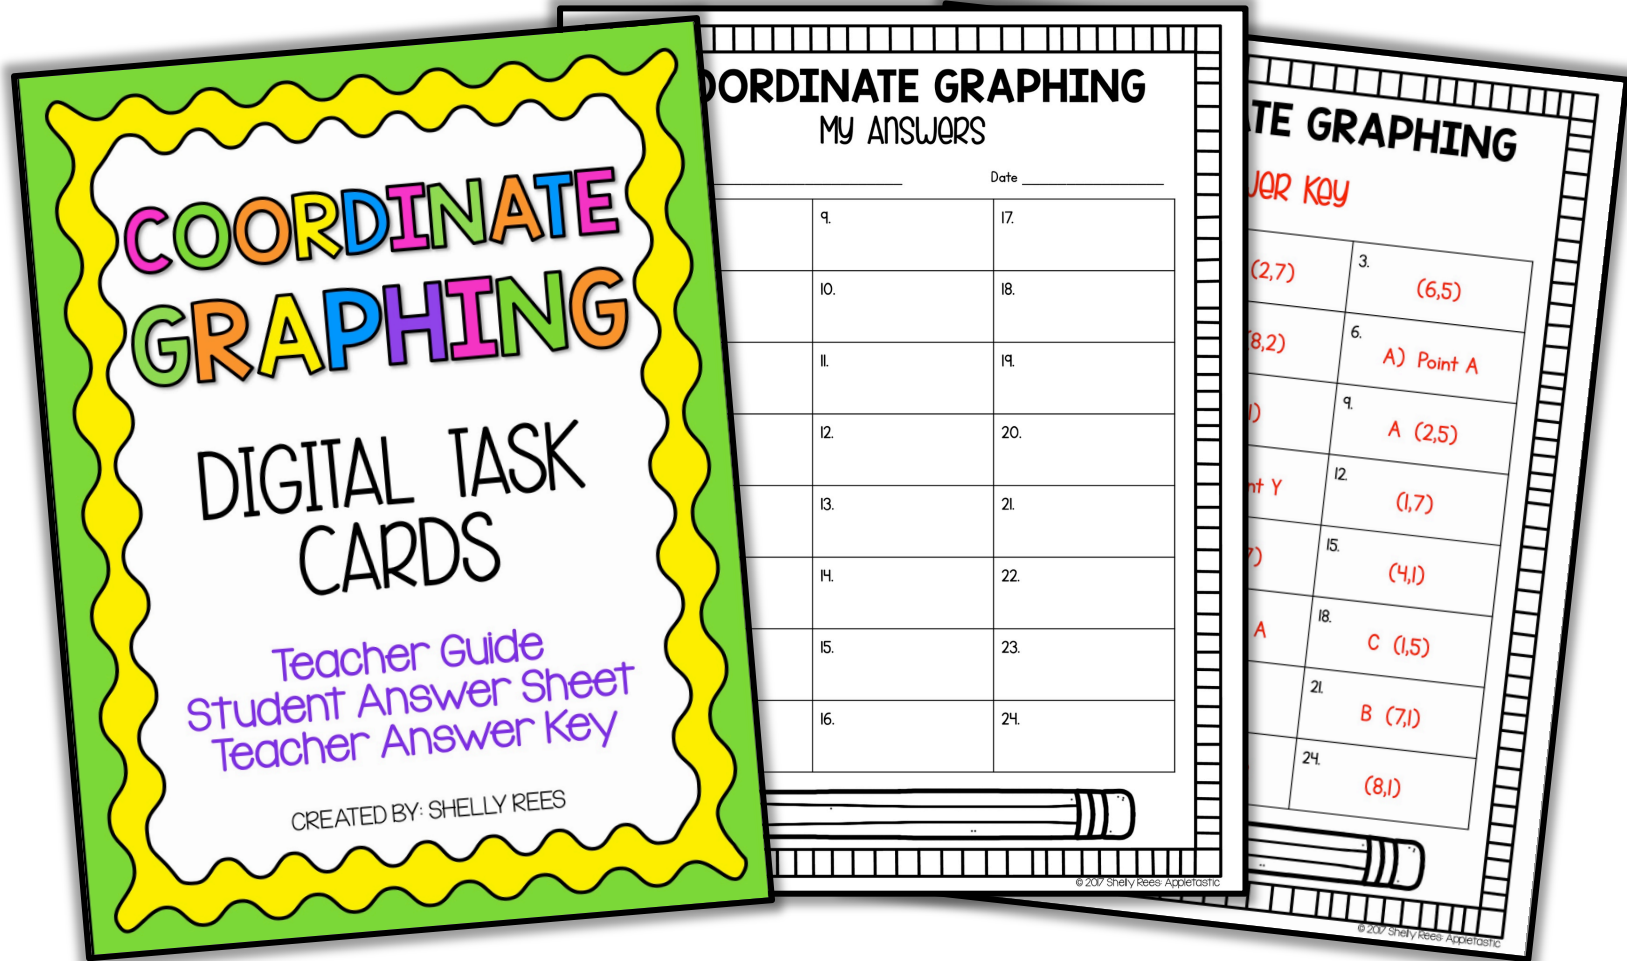 COORDINATE
GRAPHING
DIGITAL TASK
CARDS
Teacher Guide
Student Answer Sheet
Teacher Answer Key
CREATED BY: SHELLY REES
OORDINATE GRAPHING
MY ANSWERS
Date
9.
17.
10.
18.
11.
19.
12.
20.
13.
21.
14.
22.
15.
23.
16.
24.
© 2017 Shelly Rees: Appletastic
TE GRAPHING
ER KEY
(2,7)
3.
(6,5)
8,2)
6.
A) Point A
)
9.
A (2,5)
nt Y
12.
(1,7)
7)
15.
(4,1)
A
18.
C (1,5)
21.
B (7,1)
24.
(8,1)
© 2017 Shelly Rees: Appletastic